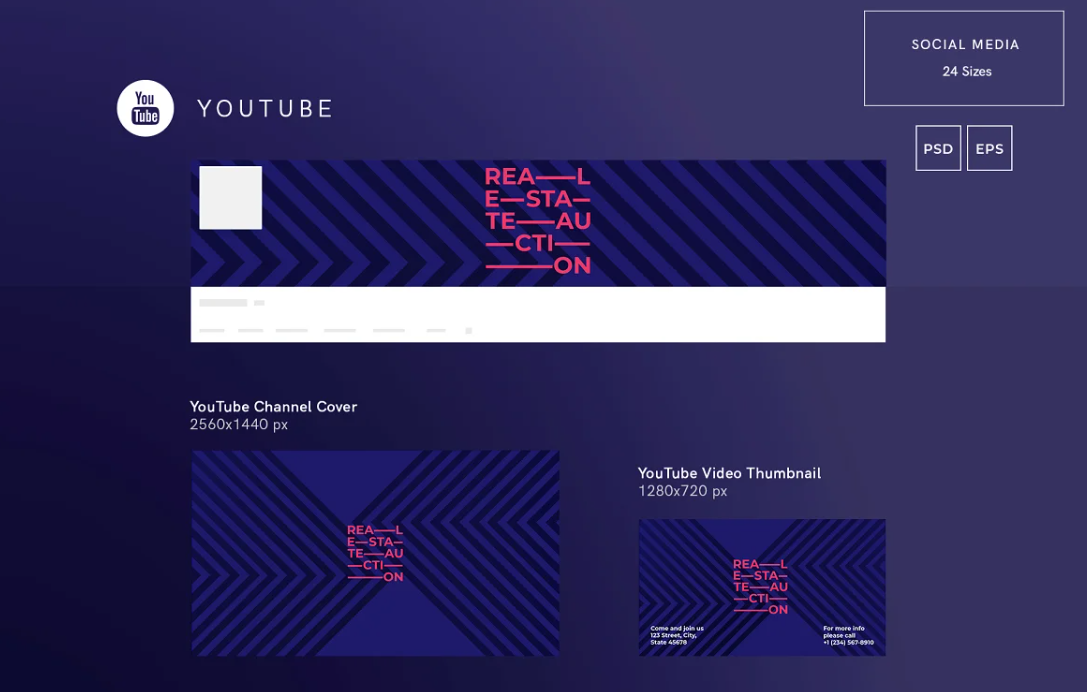 SOCIAL MEDIA
24 Sizes
PSD
EPS
You
Tube
YOUTUBE
REA——L
E—STA—
TE——AU
—CTI——
———ON
YouTube Channel Cover
2560x1440 px
REA——L
E—STA—
TE——AU
—CTI——
———ON
YouTube Video Thumbnail
1280x720 px
REA——L
E—STA—
TE——AU
—CTI——
———ON
Come and join us
123 Street, City,
State 45678
For more info
please call
+1 (234) 567-8910